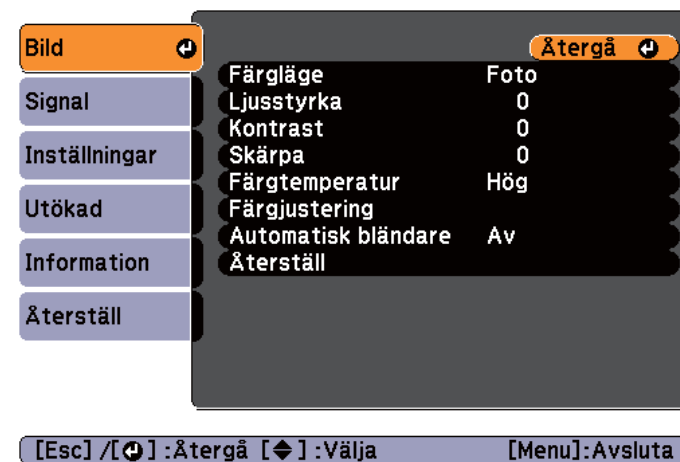 Bild
Signal
Inställningar
Utökad
Information
Återställ
Återgå
Färgläge Foto
Ljusstyrka 0
Kontrast 0
Skärpa 0
Färgtemperatur Hög
Färgjustering
Automatisk bländare Av
Återställ
[Esc] /[⏎] :Återgå [◆] :Välja [Menu]:Avsluta